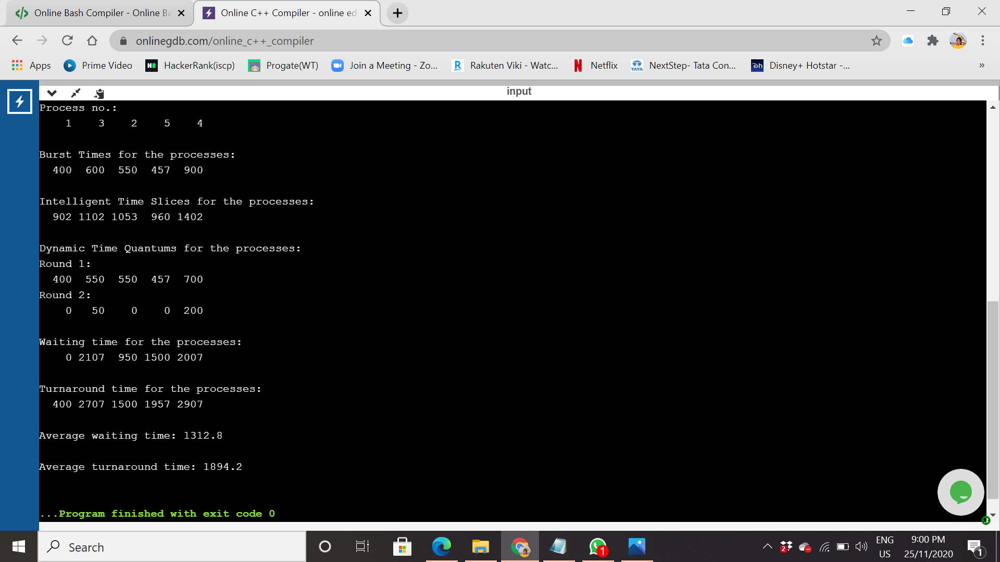 Online Bash Compiler - Online Ba
Online C++ Compiler - online ed
onlinegdb.com/online_c++_compiler
Apps Prime Video HackerRank(iscp) Progate(WT) Join a Meeting - Zo... Rakuten Viki - Watc... Netflix NextStep- Tata Con... Disney+ Hotstar -... »
input
Process no.:
1 3 2 5 4
Burst Times for the processes:
400 600 550 457 900
Intelligent Time Slices for the processes:
902 1102 1053 960 1402
Dynamic Time Quantums for the processes:
Round 1:
400 550 550 457 700
Round 2:
0 50 0 0 200
Waiting time for the processes:
0 2107 950 1500 2007
Turnaround time for the processes:
400 2707 1500 1957 2907
Average waiting time: 1312.8
Average turnaround time: 1894.2
...Program finished with exit code 0
Search
1
2
ENG
US
9:00 PM
25/11/2020
1